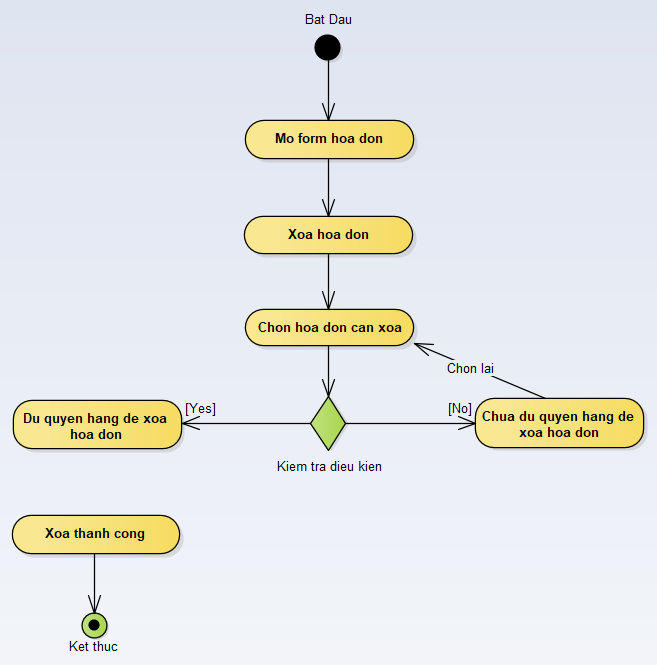 Bat Dau
Mo form hoa don
Xoa hoa don
Chon hoa don can xoa
Chon lai
[Yes]
[No]
Du quyen hang de xoa
hoa don
Chua du quyen hang de
xoa hoa don
Kiem tra dieu kien
Xoa thanh cong
Ket thuc